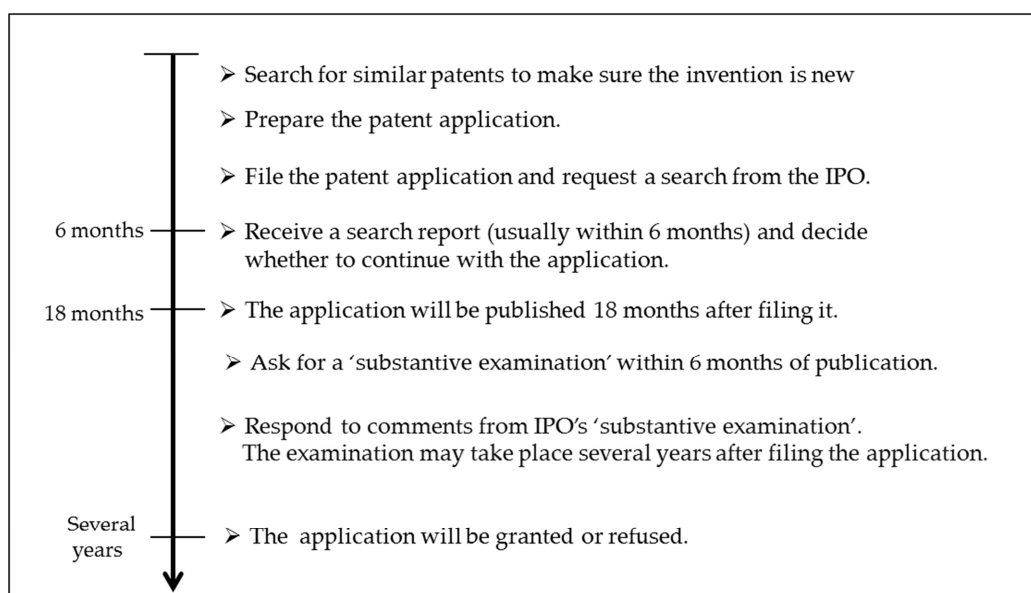 ➢ Search for similar patents to make sure the invention is new
➢ Prepare the patent application.
➢ File the patent application and request a search from the IPO.
6 months
➢ Receive a search report (usually within 6 months) and decide
whether to continue with the application.
18 months
➢ The application will be published 18 months after filing it.
➢ Ask for a ‘substantive examination’ within 6 months of publication.
➢ Respond to comments from IPO’s ‘substantive examination’.
The examination may take place several years after filing the application.
Several
years
➢ The application will be granted or refused.